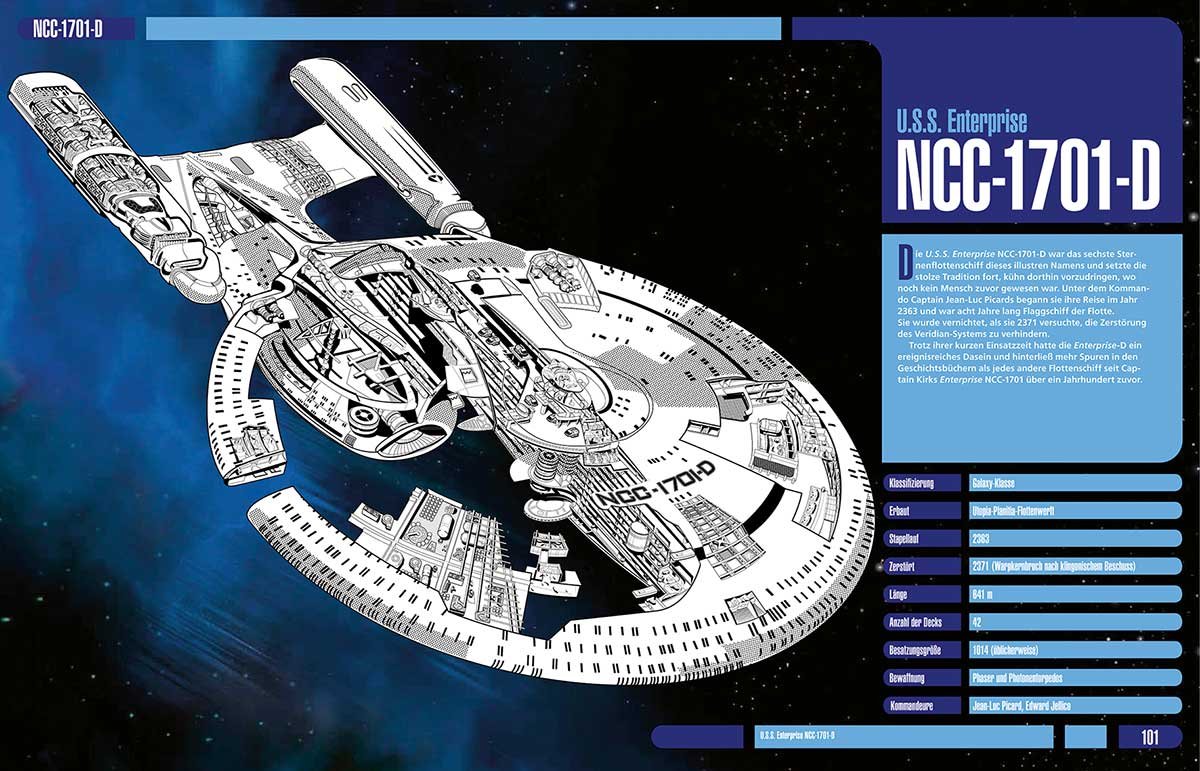 NCC-1701-D
U.S.S. Enterprise
NCC-1701-D
Die U.S.S. Enterprise NCC-1701-D war das sechste Ster-
nenflottenschiff dieses illustren Namens und setzte die
stolze Tradition fort, kühn dorthin vorzudringen, wo
noch kein Mensch zuvor gewesen war. Unter dem Komman-
do Captain Jean-Luc Picards begann sie ihre Reise im Jahr
2363 und war acht Jahre lang Flaggschiff der Flotte.
Sie wurde vernichtet, als sie 2371 versuchte, die Zerstörung
des Veridian-Systems zu verhindern.
Trotz ihrer kurzen Einsatzzeit hatte die Enterprise-D ein
ereignisreiches Dasein und hinterließ mehr Spuren in den
Geschichtsbüchern als jedes andere Flottenschiff seit Cap-
tain Kirks Enterprise NCC-1701 über ein Jahrhundert zuvor.
NCC-1701-D
Klassifizierung Galaxy-Klasse
Erbaut Utopia-Planitia-Flottenwerft
Stapellauf 2363
Zerstört 2371 (Warpkernbruch nach klingonischem Beschuss)
Länge 641 m
Anzahl der Decks 42
Besatzungsgröße 1014 (üblicherweise)
Bewaffnung Phaser und Photonentorpedos
Kommandeure Jean-Luc Picard, Edward Jellico
U.S.S. Enterprise NCC-1701-D
101